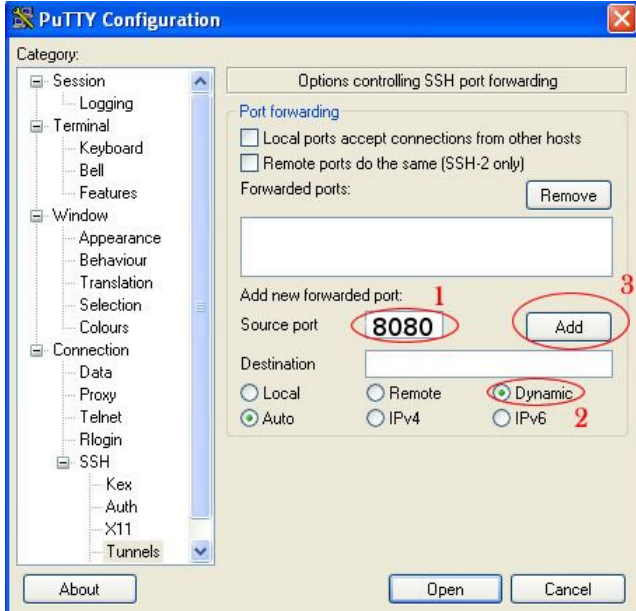 PuTTY Configuration
Category:
Session
Logging
Terminal
Keyboard
Bell
Features
Window
Appearance
Behaviour
Translation
Selection
Colours
Connection
Data
Proxy
Telnet
Rlogin
SSH
Kex
Auth
X11
Tunnels
Options controlling SSH port forwarding
Port forwarding
Local ports accept connections from other hosts
Remote ports do the same (SSH-2 only)
Forwarded ports:
Remove
Add new forwarded port:
1
3
Source port
8080
Add
Destination
Local
Remote
Dynamic
Auto
IPv4
IPv6
2
About
Open
Cancel